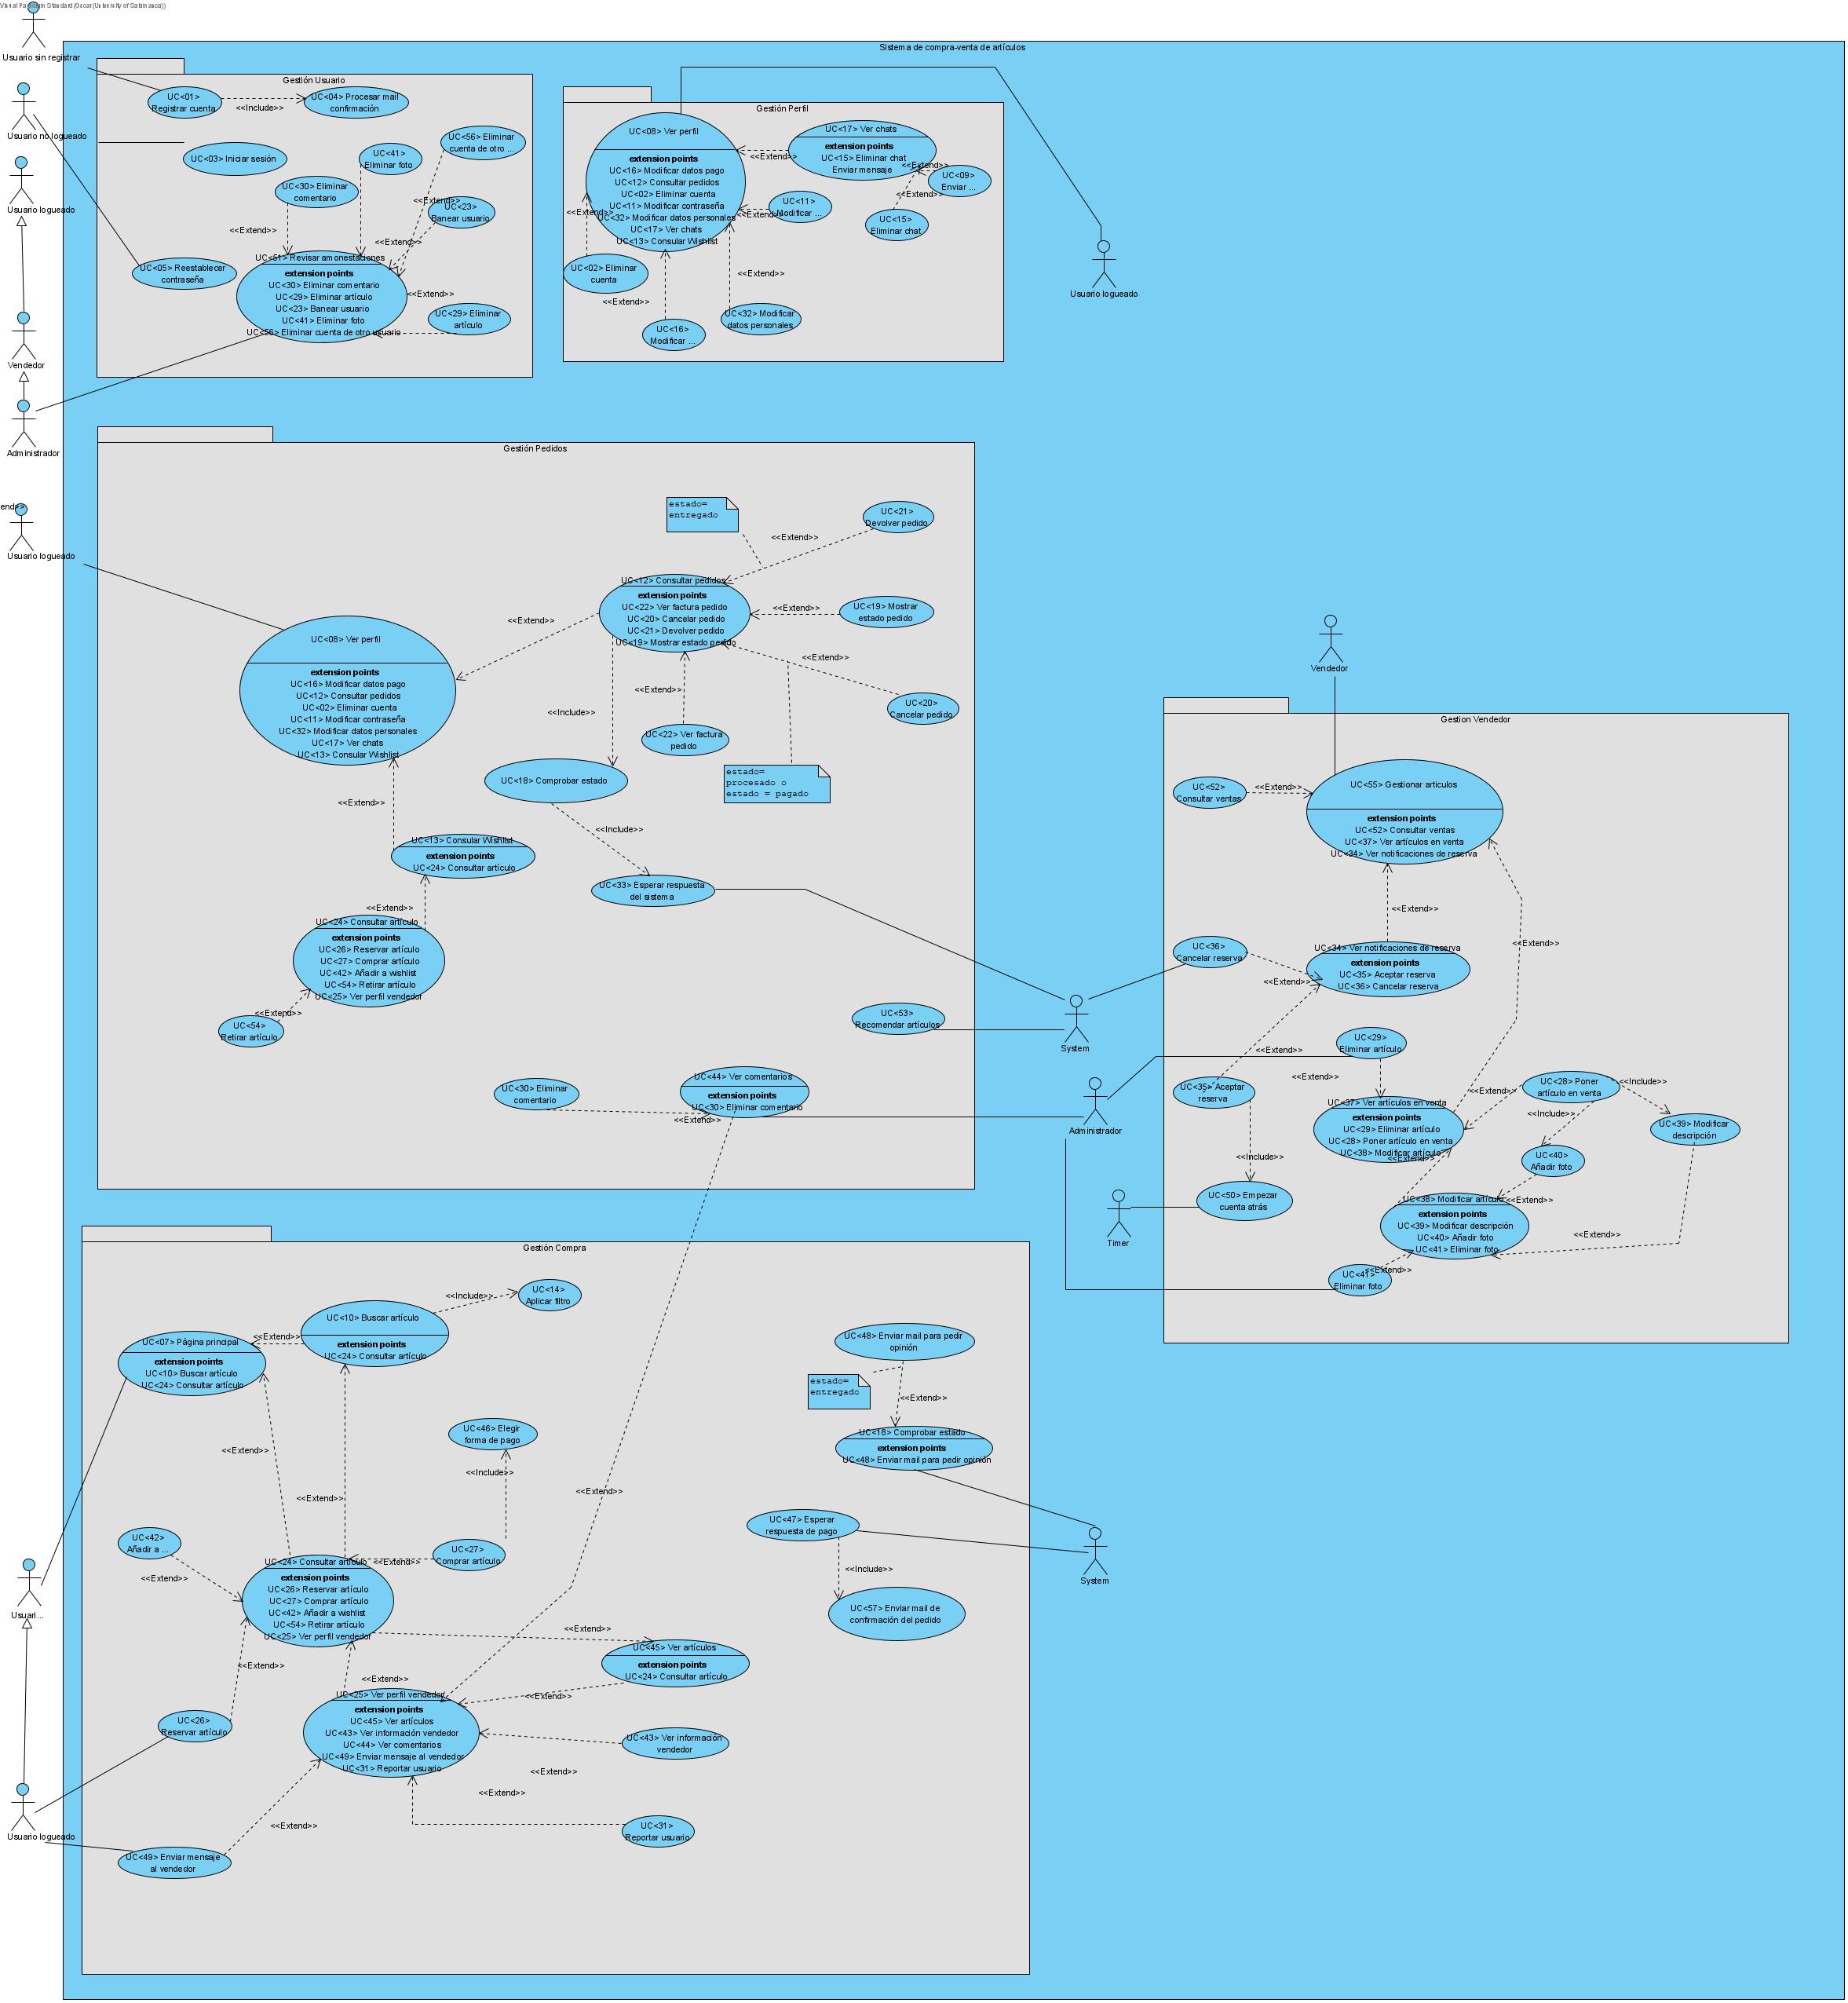 Visual Paradigm Standard(Oscar(University of Salamanca))
Usuario sin registrar
Usuario no logueado
Usuario logueado
Vendedor
Administrador
end>>
Usuario logueado
Sistema de compra-venta de artículos
Gestión Usuario
UC<01>
Registrar cuenta
<<Include>>
UC<04> Procesar mail
confirmación
UC<03> Iniciar sesión
UC<41>
Eliminar foto
UC<56> Eliminar
cuenta de otro ...
UC<30> Eliminar
comentario
<<Extend>>
UC<23>
Banear usuario
<<Extend>>
<<Extend>>
UC<05> Reestablecer
contraseña
UC<51> Revisar amonestaciones
extension points
UC<30> Eliminar comentario
UC<29> Eliminar artículo
UC<23> Banear usuario
UC<41> Eliminar foto
UC<56> Eliminar cuenta de otro usuario
<<Extend>>
UC<29> Eliminar
artículo
Gestión Perfil
UC<08> Ver perfil
extension points
UC<16> Modificar datos pago
UC<12> Consultar pedidos
UC<02> Eliminar cuenta
UC<11> Modificar contraseña
UC<32> Modificar datos personales
UC<17> Ver chats
UC<13> Consular Wishlist
UC<17> Ver chats
extension points
UC<15> Eliminar chat
Enviar mensaje
<<Extend>>
<<Extend>>
UC<09>
Enviar ...
<<Extend>>
UC<11>
Modificar ...
<<Extend>>
UC<15>
Eliminar chat
<<Extend>>
UC<02> Eliminar
cuenta
<<Extend>>
<<Extend>>
UC<16>
Modificar ...
UC<32> Modificar
datos personales
Usuario logueado
Gestión Pedidos
estado=
entregado
UC<21>
Devolver pedido
<<Extend>>
UC<12> Consultar pedidos
extension points
UC<22> Ver factura pedido
UC<20> Cancelar pedido
UC<21> Devolver pedido
UC<19> Mostrar estado pedido
<<Extend>>
UC<19> Mostrar
estado pedido
<<Extend>>
UC<08> Ver perfil
extension points
UC<16> Modificar datos pago
UC<12> Consultar pedidos
UC<02> Eliminar cuenta
UC<11> Modificar contraseña
UC<32> Modificar datos personales
UC<17> Ver chats
UC<13> Consular Wishlist
<<Extend>>
<<Extend>>
<<Include>>
UC<20>
Cancelar pedido
UC<22> Ver factura
pedido
UC<18> Comprobar estado
estado=
procesado o
estado = pagado
<<Extend>>
<<Include>>
UC<13> Consular Wishlist
extension points
UC<24> Consultar artículo
UC<33> Esperar respuesta
del sistema
<<Extend>>
UC<24> Consultar artículo
extension points
UC<26> Reservar artículo
UC<27> Comprar artículo
UC<42> Añadir a wishlist
UC<54> Retirar artículo
UC<25> Ver perfil vendedor
<<Extend>>
UC<54>
Retirar artículo
UC<53>
Recomendar artículos
System
UC<30> Eliminar
comentario
UC<44> Ver comentarios
extension points
UC<30> Eliminar comentario
<<Extend>>
Administrador
Timer
Vendedor
Gestion Vendedor
UC<52>
Consultar ventas
<<Extend>>
UC<55> Gestionar articulos
extension points
UC<52> Consultar ventas
UC<37> Ver artículos en venta
UC<34> Ver notificaciones de reserva
<<Extend>>
<<Extend>>
UC<36>
Cancelar reserva
UC<34> Ver notificaciones de reserva
extension points
UC<35> Aceptar reserva
UC<36> Cancelar reserva
<<Extend>>
UC<29>
Eliminar artículo
<<Extend>>
<<Extend>>
UC<35> Aceptar
reserva
UC<28> Poner
artículo en venta
<<Include>>
<<Extend>>
UC<37> Ver artículos en venta
extension points
UC<29> Eliminar artículo
UC<28> Poner artículo en venta
UC<38> Modificar artículo
<<Extend>>
<<Include>>
UC<39> Modificar
descripción
<<Include>>
UC<40>
Añadir foto
UC<50> Empezar
cuenta atrás
UC<38> Modificar artículo
extension points
UC<39> Modificar descripción
UC<40> Añadir foto
UC<41> Eliminar foto
<<Extend>>
<<Extend>>
<<Extend>>
UC<41>
Eliminar foto
Gestión Compra
UC<14>
Aplicar filtro
<<Include>>
UC<10> Buscar artículo
extension points
UC<24> Consultar artículo
UC<07> Página principal
extension points
UC<10> Buscar artículo
UC<24> Consultar artículo
<<Extend>>
UC<48> Enviar mail para pedir
opinión
estado=
entregado
<<Extend>>
UC<18> Comprobar estado
extension points
UC<48> Enviar mail para pedir opinión
UC<46> Elegir
forma de pago
<<Extend>>
<<Include>>
<<Extend>>
<<Extend>>
UC<47> Esperar
respuesta de pago
<<Include>>
UC<57> Enviar mail de
confirmación del pedido
System
UC<42>
Añadir a ...
<<Extend>>
UC<27>
Comprar artículo
<<Extend>>
UC<24> Consultar artículo
extension points
UC<26> Reservar artículo
UC<27> Comprar artículo
UC<42> Añadir a wishlist
UC<54> Retirar artículo
UC<25> Ver perfil vendedor
<<Extend>>
UC<45> Ver artículos
extension points
UC<24> Consultar artículo
<<Extend>>
<<Extend>>
<<Extend>>
UC<25> Ver perfil vendedor
extension points
UC<45> Ver artículos
UC<43> Ver información vendedor
UC<44> Ver comentarios
UC<49> Enviar mensaje al vendedor
UC<31> Reportar usuario
UC<26>
Reservar artículo
UC<43> Ver información
vendedor
<<Extend>>
<<Extend>>
<<Extend>>
UC<31>
Reportar usuario
UC<49> Enviar mensaje
al vendedor
Usuari...
Usuario logueado